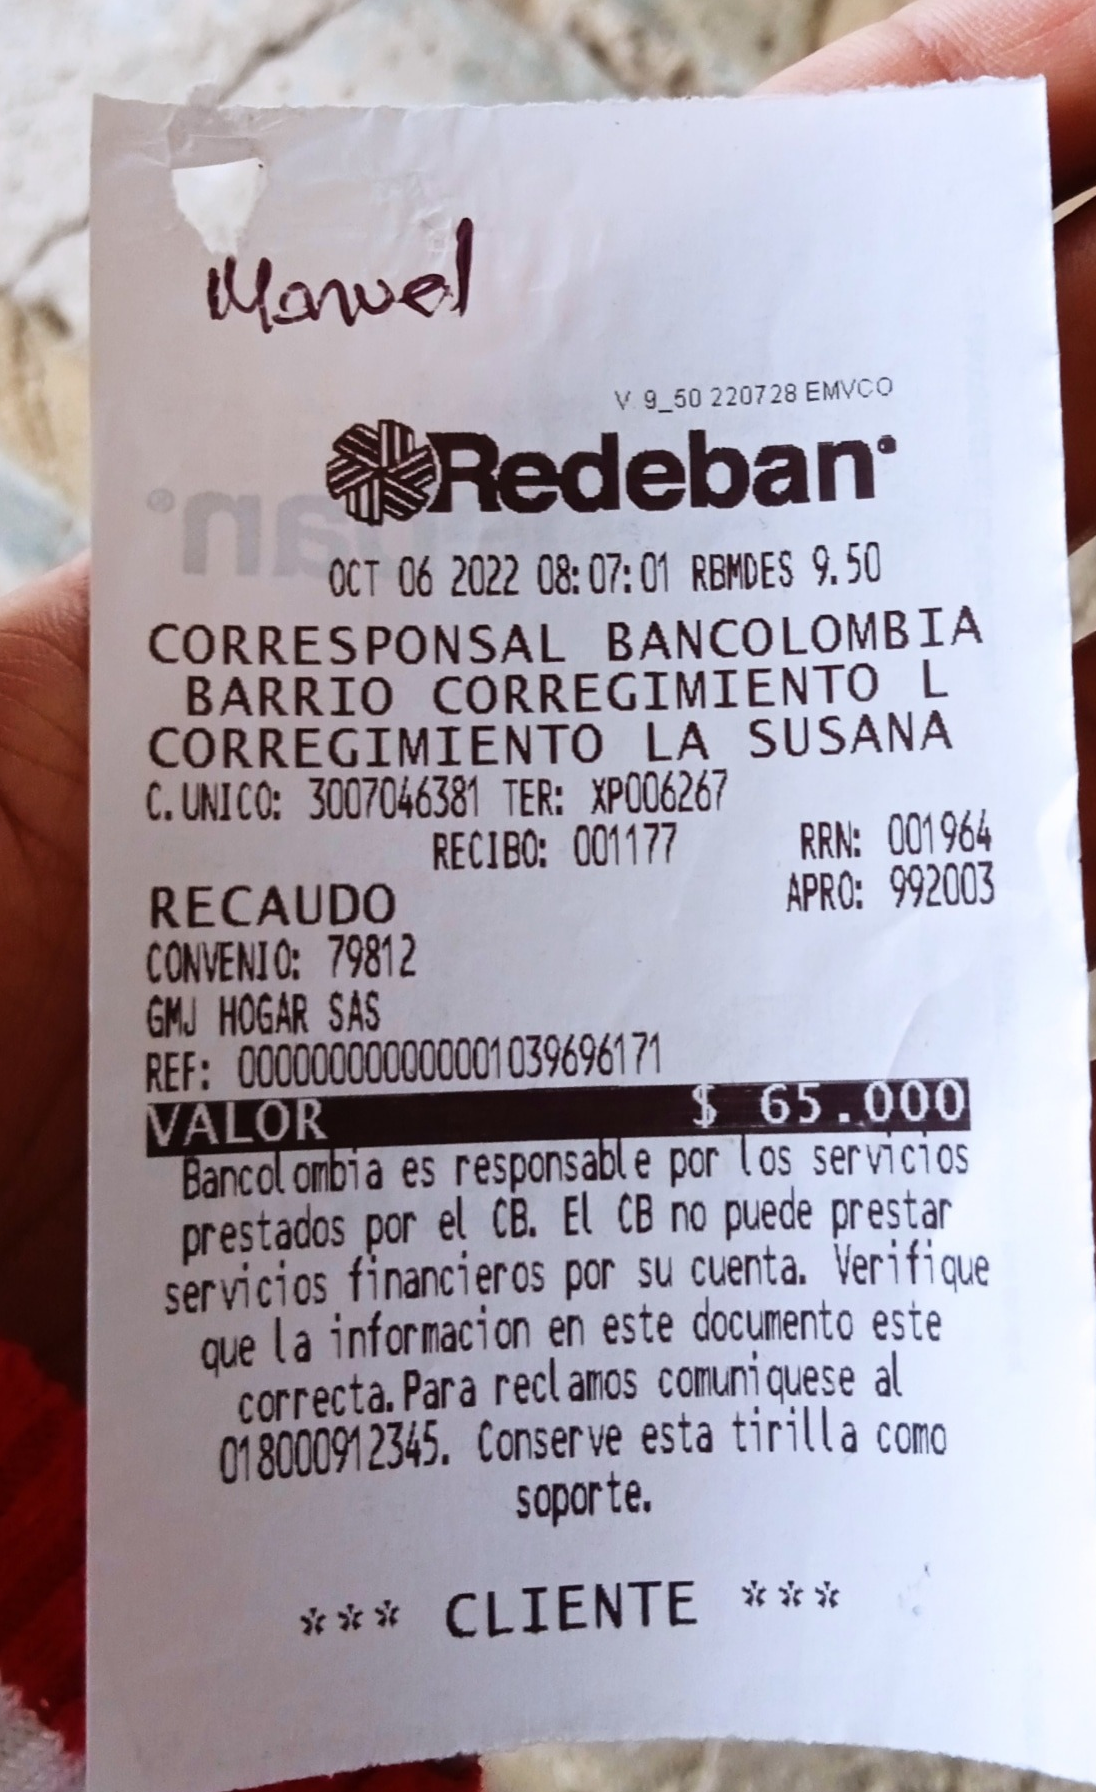 Manuel
V. 9_50 220728 EMVCO
Redeban®
OCT 06 2022 08:07:01 RBMDES 9.50
CORRESPONSAL BANCOLOMBIA
BARRIO CORREGIMIENTO L
CORREGIMIENTO LA SUSANA
C.UNICO: 3007046381 TER: XP006267
RECIBO: 001177 RRN: 001964
RECAUDO APRO: 992003
CONVENIO: 79812
GMJ HOGAR SAS
REF: 000000000000001039696171
VALOR $ 65.000
Bancolombia es responsable por los servicios
prestados por el CB. El CB no puede prestar
servicios financieros por su cuenta. Verifique
que la informacion en este documento este
correcta.Para reclamos comuniquese al
018000912345. Conserve esta tirilla como
soporte.
*** CLIENTE ***